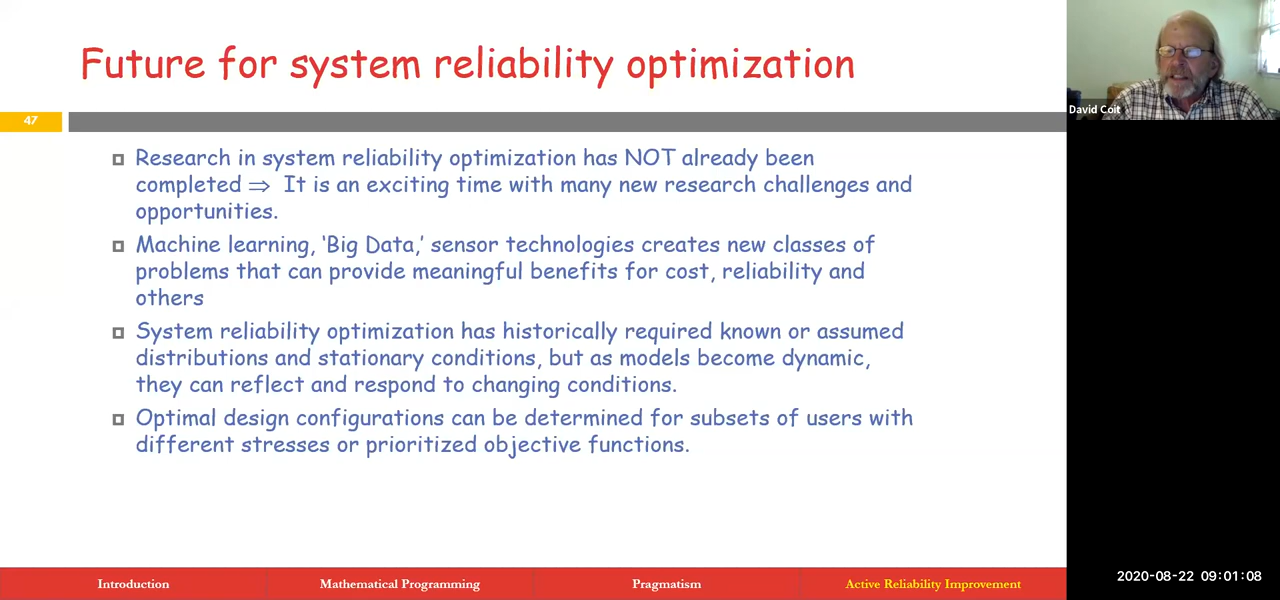 Future for system reliability optimization
David Coit
47
Research in system reliability optimization has NOT already been
completed ⇒ It is an exciting time with many new research challenges and
opportunities.
Machine learning, ‘Big Data,’ sensor technologies creates new classes of
problems that can provide meaningful benefits for cost, reliability and
others
System reliability optimization has historically required known or assumed
distributions and stationary conditions, but as models become dynamic,
they can reflect and respond to changing conditions.
Optimal design configurations can be determined for subsets of users with
different stresses or prioritized objective functions.
Introduction
Mathematical Programming
Pragmatism
Active Reliability Improvement
2020-08-22 09:01:08